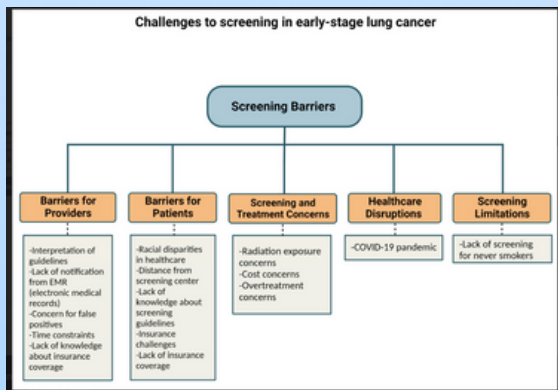 Challenges to screening in early-stage lung cancer
Screening Barriers
Barriers for
Providers
-Interpretation of
guidelines
-Lack of notification
from EMR
(electronic medical
records)
-Concern for false
positives
-Time constraints
-Lack of knowledge
about insurance
coverage
Barriers for
Patients
-Racial disparities
in healthcare
-Distance from
screening center
-Lack of
knowledge about
screening
guidelines
-Insurance
challenges
-Lack of insurance
coverage
Screening and
Treatment Concerns
-Radiation exposure
concerns
-Cost concerns
-Overtreatment
concerns
Healthcare
Disruptions
-COVID-19 pandemic
Screening
Limitations
-Lack of screening
for never smokers